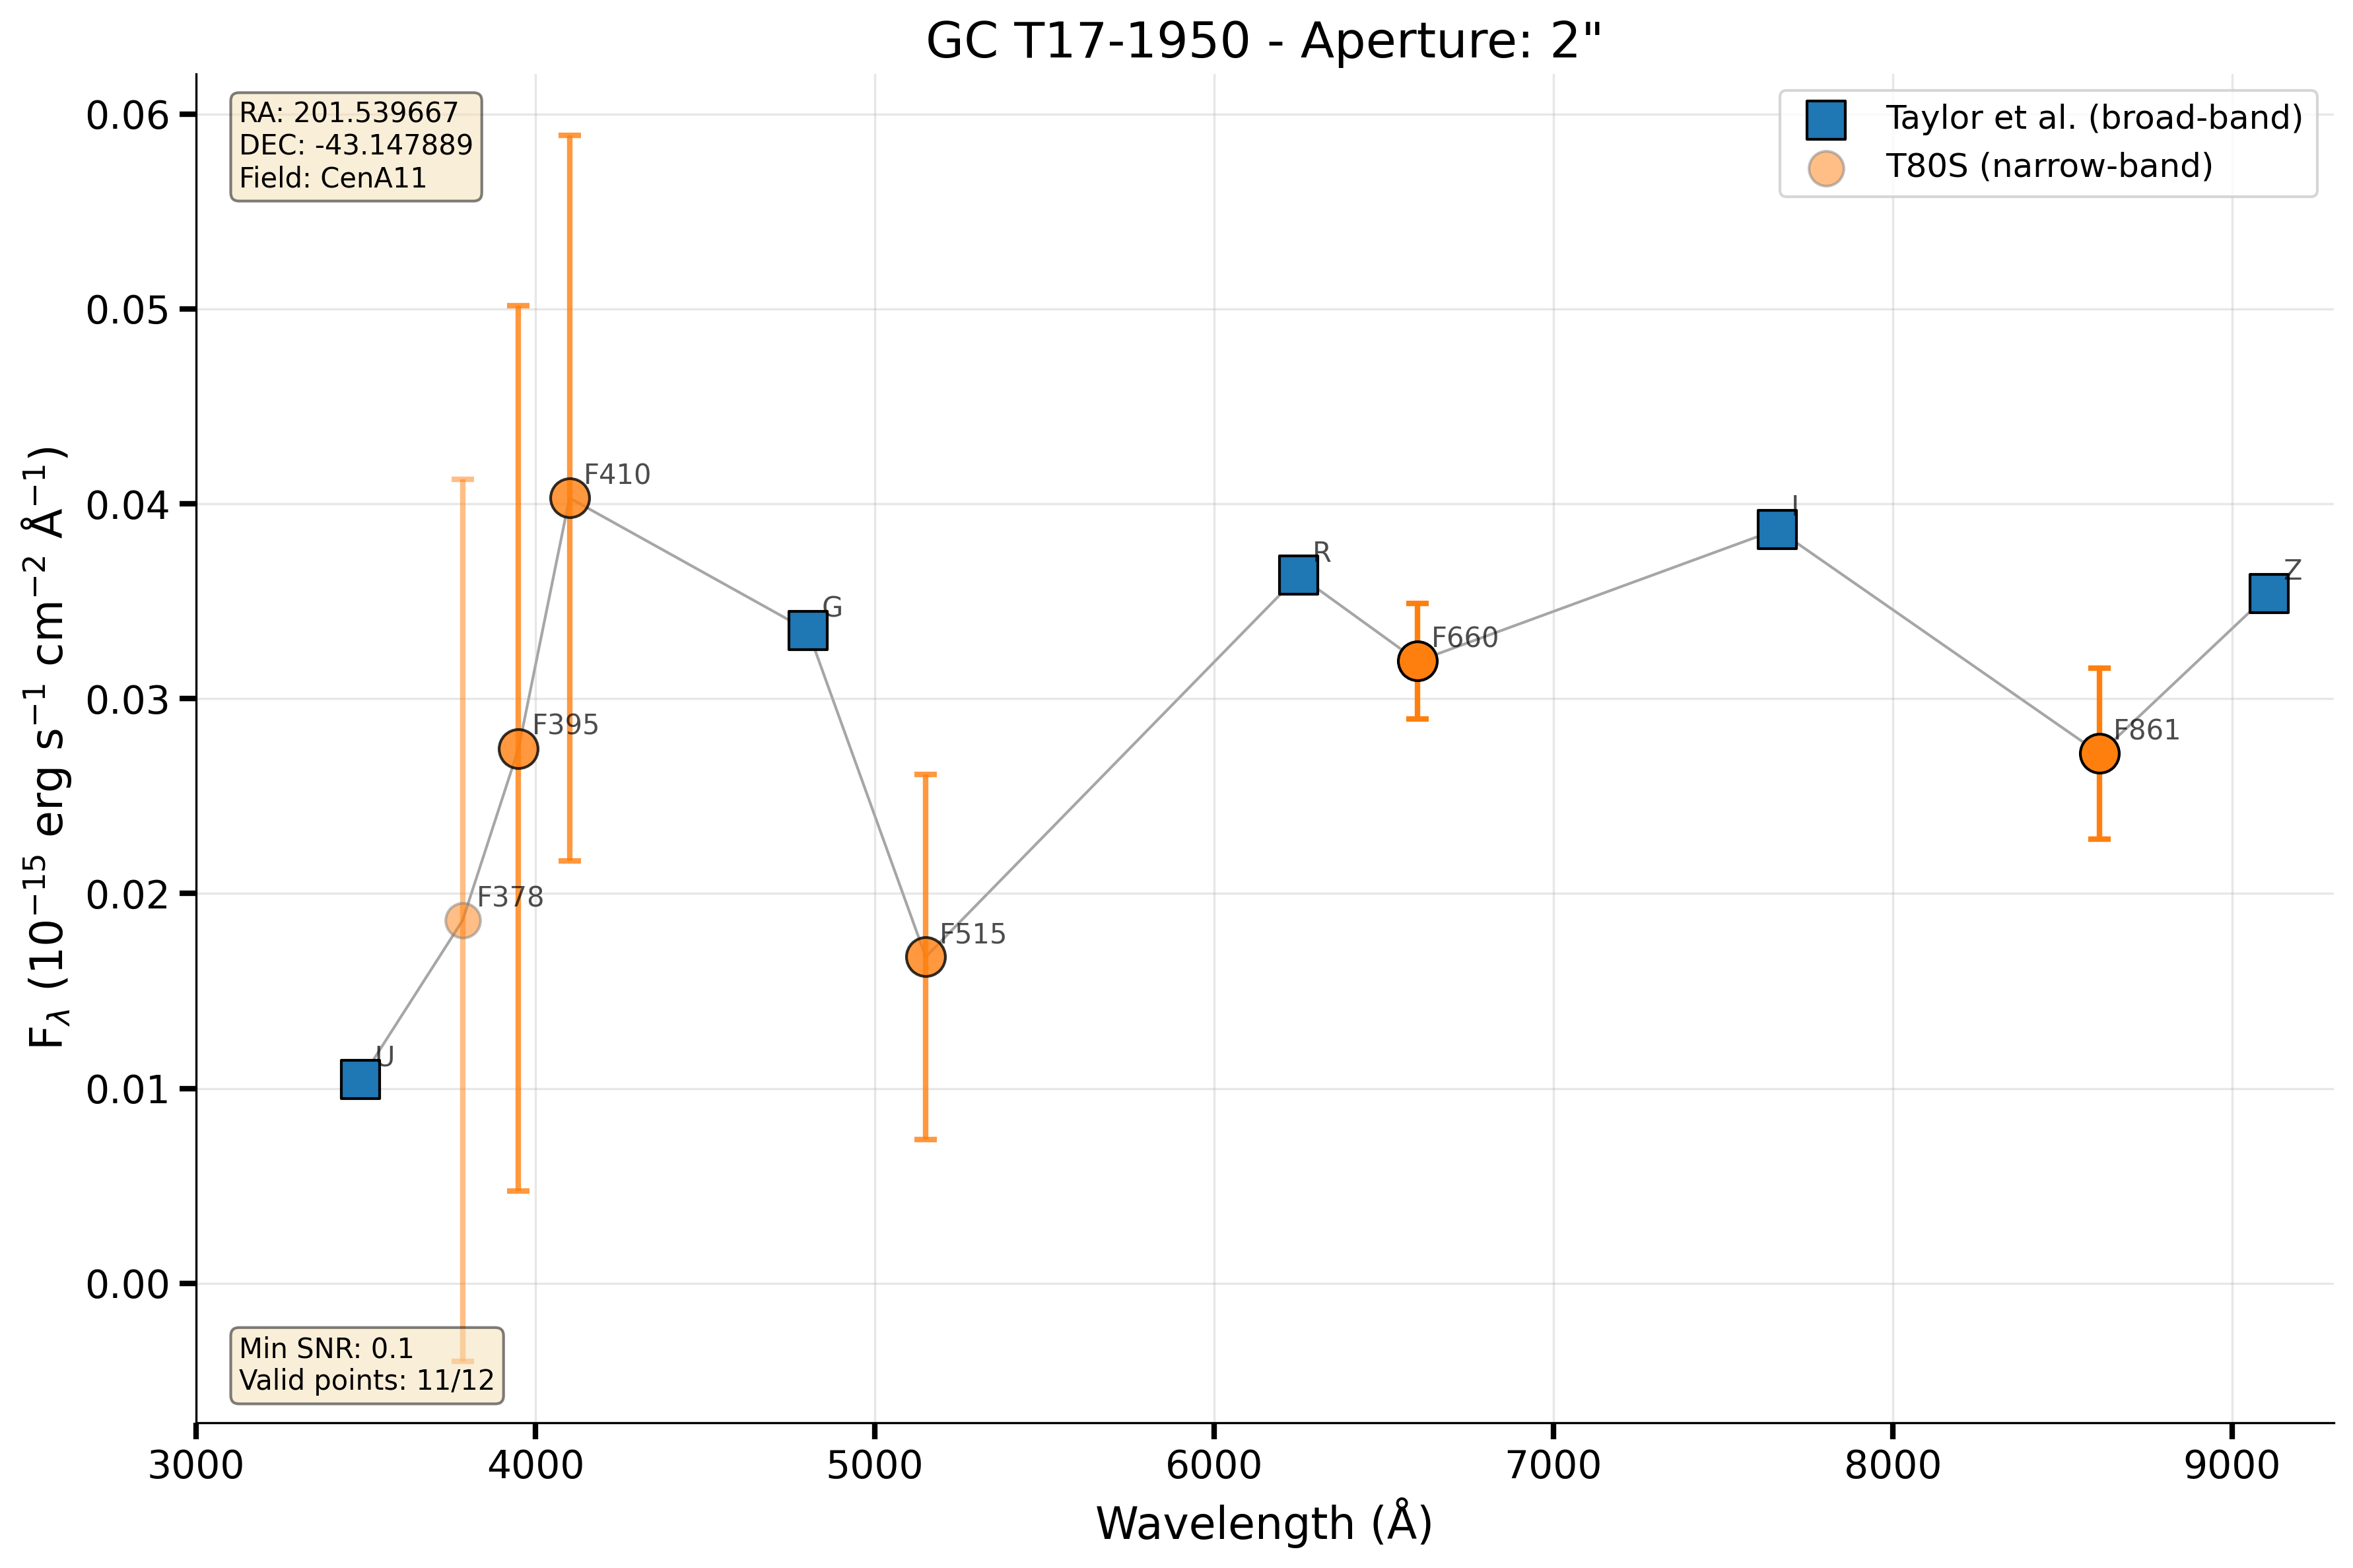 GC T17-1950 - Aperture: 2"
RA: 201.539667
DEC: -43.147889
Field: CenA11
Taylor et al. (broad-band)
T80S (narrow-band)
0.06
0.05
0.04
0.03
0.02
0.01
0.00
F_λ (10⁻¹⁵ erg s⁻¹ cm⁻² Å⁻¹)
U
F378
F395
F410
G
F515
R
F660
I
F861
Z
Min SNR: 0.1
Valid points: 11/12
3000 4000 5000 6000 7000 8000 9000
Wavelength (Å)